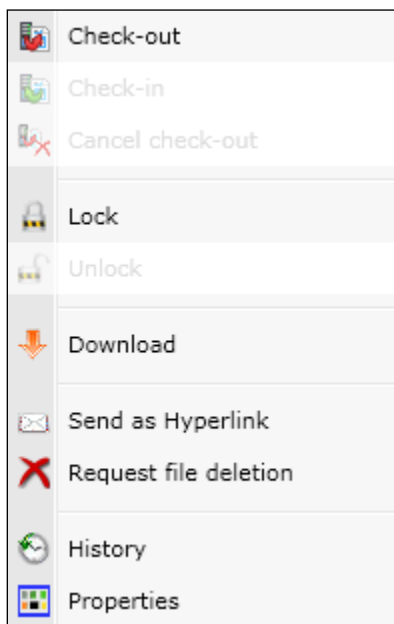 Check-out
Check-in
Cancel check-out
Lock
Unlock
Download
Send as Hyperlink
Request file deletion
History
Properties